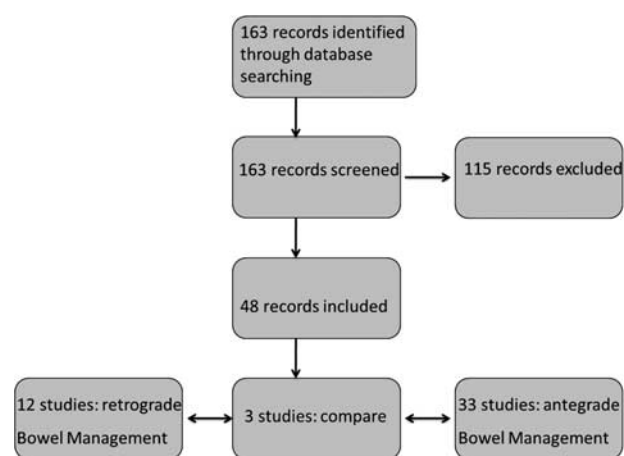 163 records identified
through database
searching
163 records screened
115 records excluded
48 records included
12 studies: retrograde
Bowel Management
3 studies: compare
33 studies: antegrade
Bowel Management